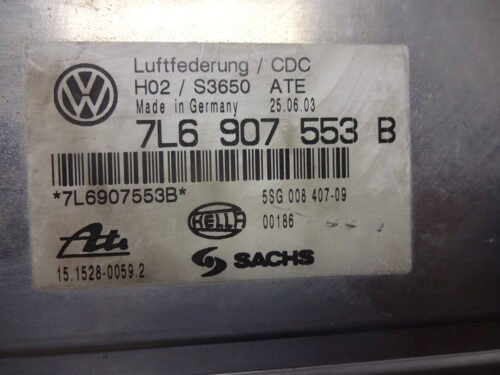 Luftfederung / CDC
H02 / S3650 ATE
Made in Germany 25.06.03
7L6 907 553 B
*7L6907553B*
5SG 008 407-09
HELLA
00186 --
Ate
15.1528-0059.2
SACHS